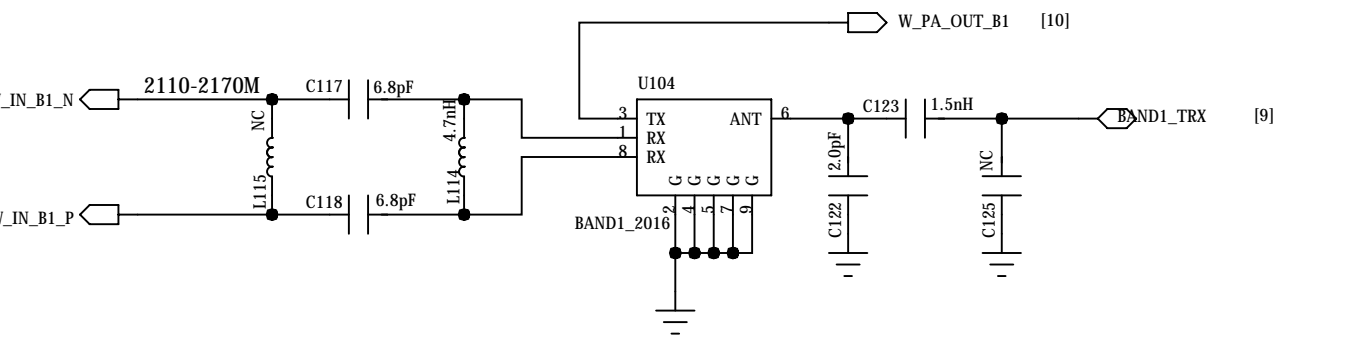 W_PA_OUT_B1 [10]
2110-2170M
C117 6.8pF
U104
_IN_B1_N
NC
4.7nH
3 TX ANT 6
C123 1.5nH
BAND1_TRX [9]
1 RX
8 RX
2.0pF
NC
L115
L114
G G G G G
C118 6.8pF
_IN_B1_P
2 4 5 7 9
BAND1_2016
C122
C125